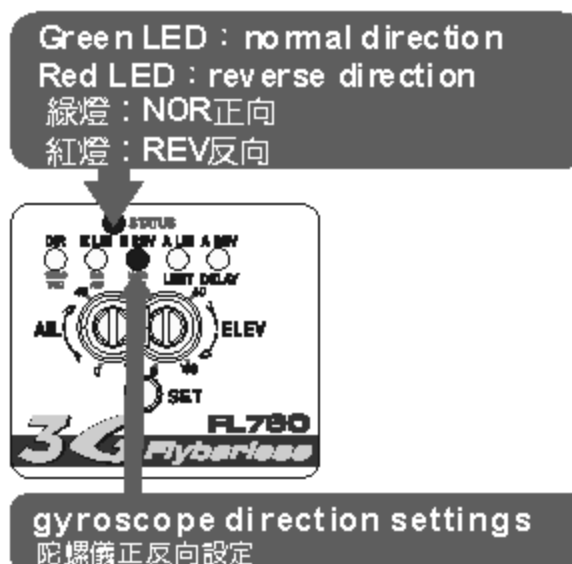 Green LED：normal direction
Red LED：reverse direction
綠燈：NOR正向
紅燈：REV反向
STATUS
DIR E LIM E REV A LIM A REV
LIMIT DELAY
AIL
ELEV
SET
FL760
3G Flybarless
gyroscope direction settings
陀螺儀正反向設定